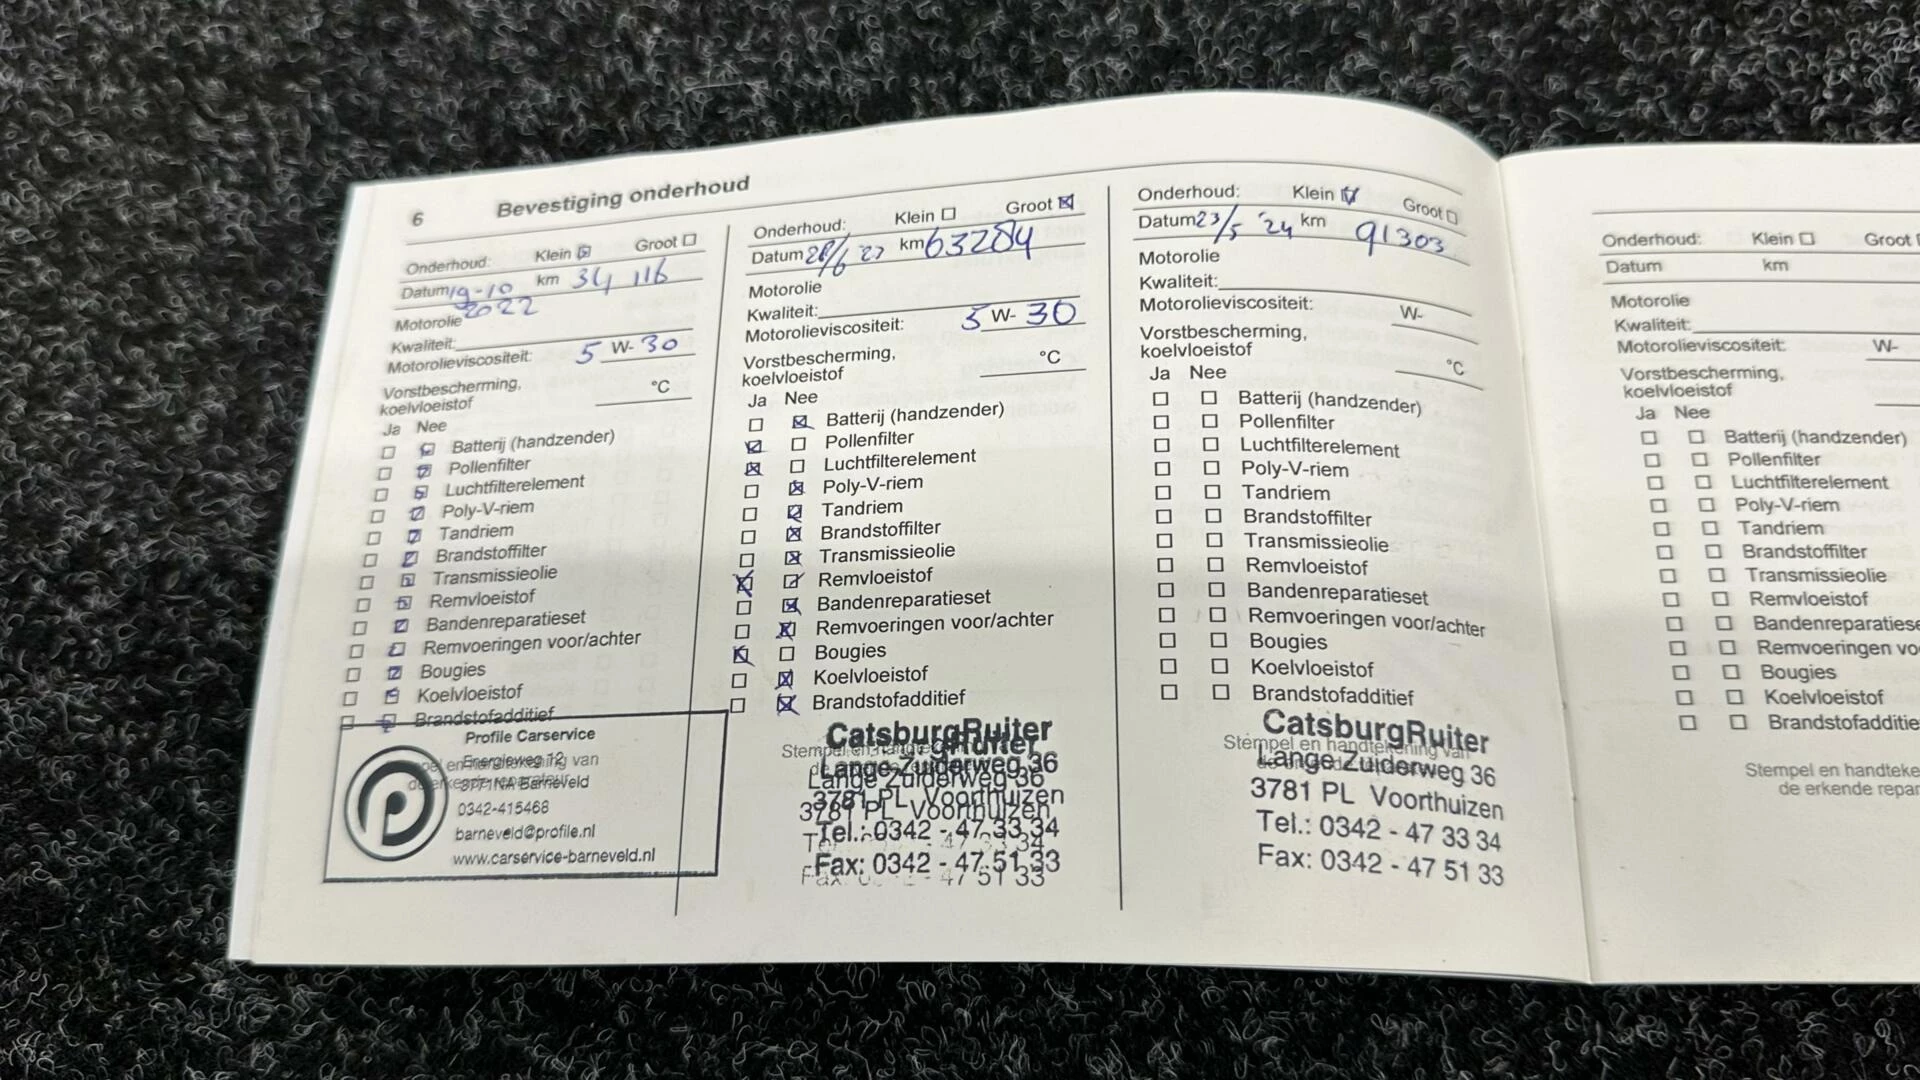 6 Bevestiging onderhoud
Onderhoud: Klein ☒ Groot ☐
Datum 19-10 km 34 116
2022
Motorolie
Kwaliteit:
Motorolieviscositeit: 5 W- 30
Vorstbescherming,
koelvloeistof °C
Ja Nee
Batterij (handzender)
Pollenfilter
Luchtfilterelement
Poly-V-riem
Tandriem
Brandstoffilter
Transmissieolie
Remvloeistof
Bandenreparatieset
Remvoeringen voor/achter
Bougies
Koelvloeistof
Brandstofadditief
Profile Carservice
Energieweg 12
3771NA Barneveld
0342-415468
barneveld@profile.nl
www.carservice-barneveld.nl
Onderhoud: Klein ☐ Groot ☒
Datum km 63284
Motorolie
Kwaliteit:
Motorolieviscositeit: 5 W- 30
Vorstbescherming,
koelvloeistof °C
Ja Nee
Batterij (handzender)
Pollenfilter
Luchtfilterelement
Poly-V-riem
Tandriem
Brandstoffilter
Transmissieolie
Remvloeistof
Bandenreparatieset
Remvoeringen voor/achter
Bougies
Koelvloeistof
Brandstofadditief
CatsburgRuiter
Lange Zuiderweg 36
3781 PL Voorthuizen
Tel.: 0342 - 47 33 34
Fax: 0342 - 47 51 33
Onderhoud: Klein ☒ Groot ☐
Datum 23/5 '24 km 91303
Motorolie
Kwaliteit:
Motorolieviscositeit: W-
Vorstbescherming,
koelvloeistof °C
Ja Nee
Batterij (handzender)
Pollenfilter
Luchtfilterelement
Poly-V-riem
Tandriem
Brandstoffilter
Transmissieolie
Remvloeistof
Bandenreparatieset
Remvoeringen voor/achter
Bougies
Koelvloeistof
Brandstofadditief
CatsburgRuiter
Stempel en handtekening van
Lange Zuiderweg 36
3781 PL Voorthuizen
Tel.: 0342 - 47 33 34
Fax: 0342 - 47 51 33
Onderhoud: Klein ☐ Groot
Datum km
Motorolie
Kwaliteit:
Motorolieviscositeit: W-
Vorstbescherming,
koelvloeistof
Ja Nee
Batterij (handzender)
Pollenfilter
Luchtfilterelement
Poly-V-riem
Tandriem
Brandstoffilter
Transmissieolie
Remvloeistof
Bandenreparatiese
Remvoeringen vo
Bougies
Koelvloeistof
Brandstofadditie
Stempel en handteke
de erkende repar